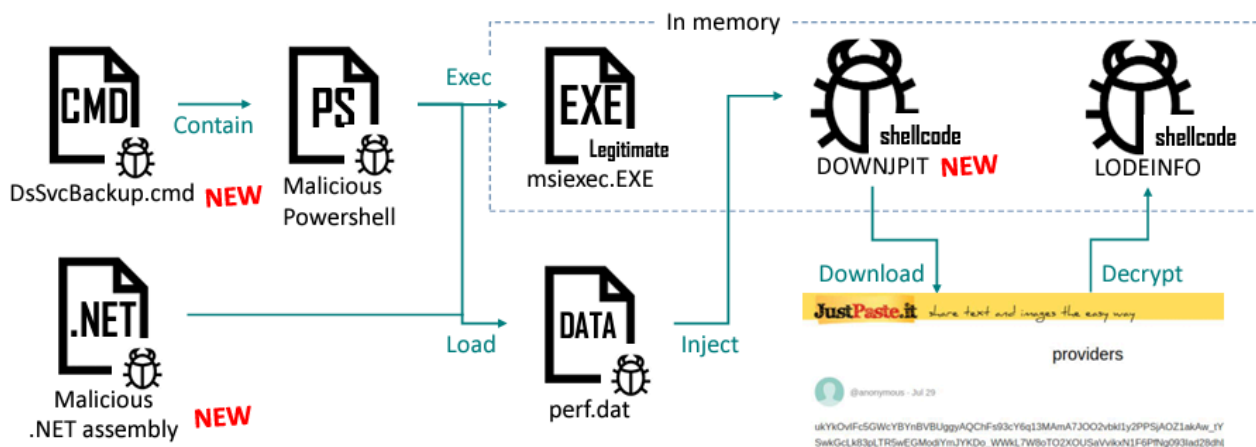 In memory
CMD
Contain
DsSvcBackup.cmd NEW
PS
Malicious
Powershell
Exec
EXE
Legitimate
msiexec.EXE
shellcode
DOWNJPIT NEW
shellcode
LODEINFO
.NET
Malicious
.NET assembly NEW
Load
DATA
perf.dat
Inject
Download
Decrypt
JustPaste.it share text and images the easy way
providers
@anonymous - Jul 29